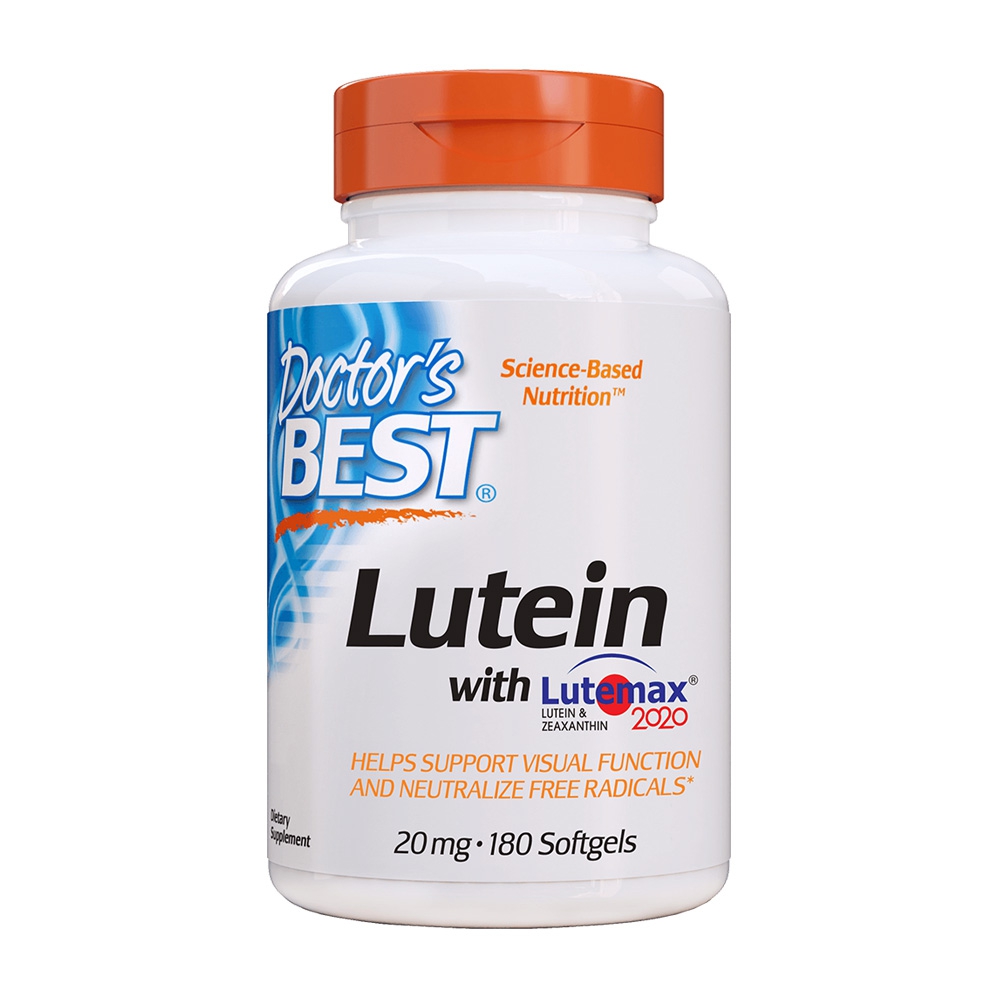 Doctor's
BEST®
Science-Based
Nutrition™
Lutein
with Lutemax®
2020
LUTEIN &
ZEAXANTHIN
HELPS SUPPORT VISUAL FUNCTION
AND NEUTRALIZE FREE RADICALS*
Dietary
Supplement
20 mg • 180 Softgels